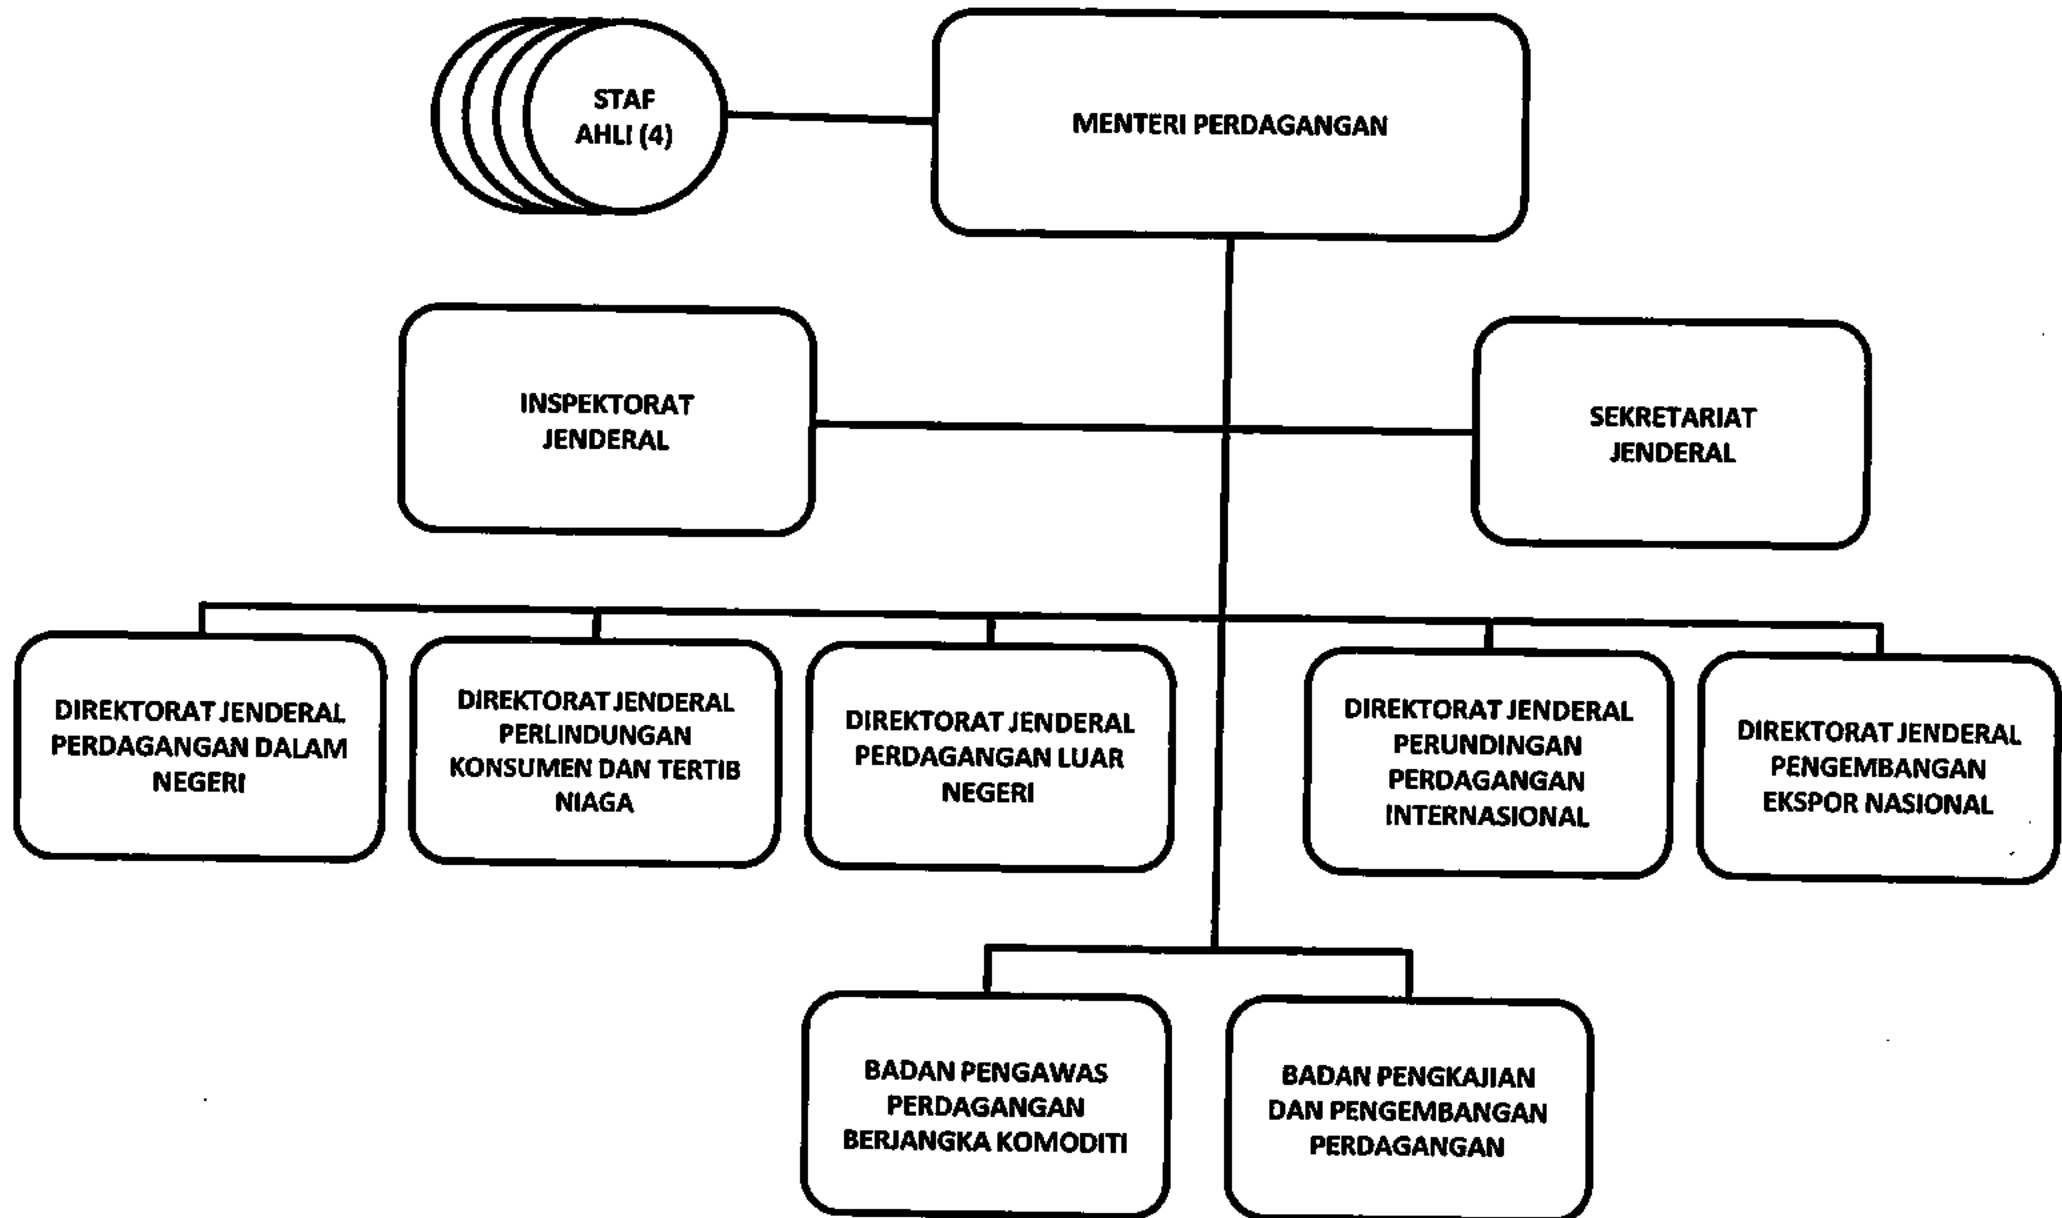 STAF
AHLI (4)
MENTERI PERDAGANGAN
INSPEKTORAT
JENDERAL
SEKRETARIAT
JENDERAL
DIREKTORAT JENDERAL
PERDAGANGAN DALAM
NEGERI
DIREKTORAT JENDERAL
PERLINDUNGAN
KONSUMEN DAN TERTIB
NIAGA
DIREKTORAT JENDERAL
PERDAGANGAN LUAR
NEGERI
DIREKTORAT JENDERAL
PERUNDINGAN
PERDAGANGAN
INTERNASIONAL
DIREKTORAT JENDERAL
PENGEMBANGAN
EKSPOR NASIONAL
BADAN PENGAWAS
PERDAGANGAN
BERJANGKA KOMODITI
BADAN PENGKAJIAN
DAN PENGEMBANGAN
PERDAGANGAN